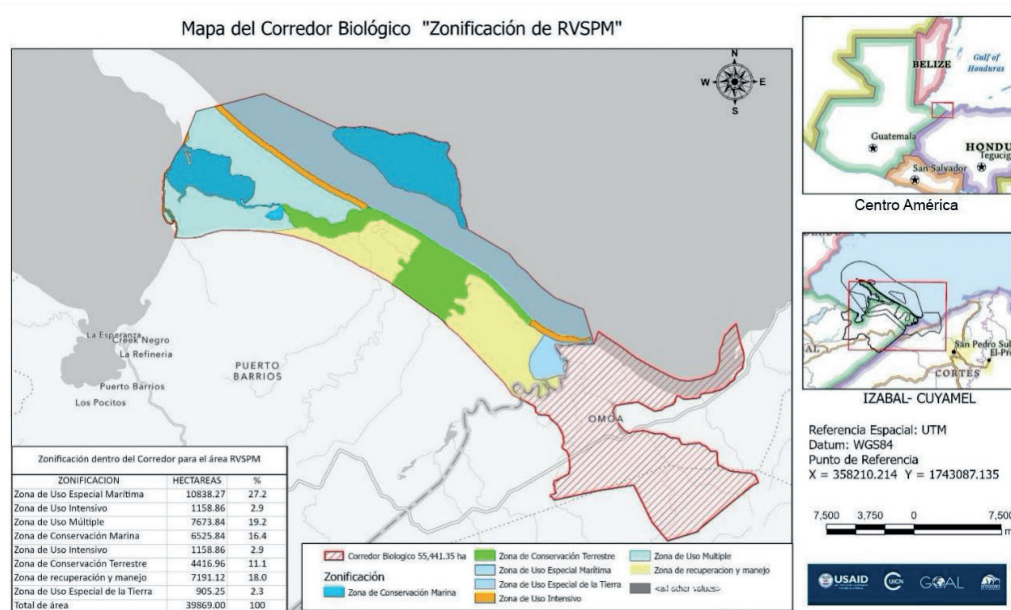 Mapa del Corredor Biológico "Zonificación de RVSPM"
N
W E
S
BELIZE
Gulf of
Honduras
Guatemala
HONDU
Tegucig
San Salvador
Centro América
La Esperanza
Creek Negro
La Refineria
Puerto Barrios
Los Pocitos
PUERTO
BARRIOS
OMOA
San Pedro Sul
El-Pr
CORTÉS
AL
IZABAL- CUYAMEL
Referencia Espacial: UTM
Datum: WGS84
Punto de Referencia
X = 358210.214 Y = 1743087.135
7,500 3,750 0 7,500
m
Zonificación dentro del Corredor para el área RVSPM
ZONIFICACION HECTAREAS %
Zona de Uso Especial Marítima 10838.27 27.2
Zona de Uso Intensivo 1158.86 2.9
Zona de Uso Múltiple 7673.84 19.2
Zona de Conservación Marina 6525.84 16.4
Zona de Uso Intensivo 1158.86 2.9
Zona de Conservación Terrestre 4416.96 11.1
Zona de recuperación y manejo 7191.12 18.0
Zona de Uso Especial de la Tierra 905.25 2.3
Total de área 39869.00 100
Corredor Biologico 55,441.35 ha
Zonificación
Zona de Conservación Marina
Zona de Conservación Terrestre
Zona de Uso Especial Marítima
Zona de Uso Especial de la Tierra
Zona de Uso Intensivo
Zona de Uso Multiple
Zona de recuperacion y manejo
<all other values>
USAID
UICN
GOAL